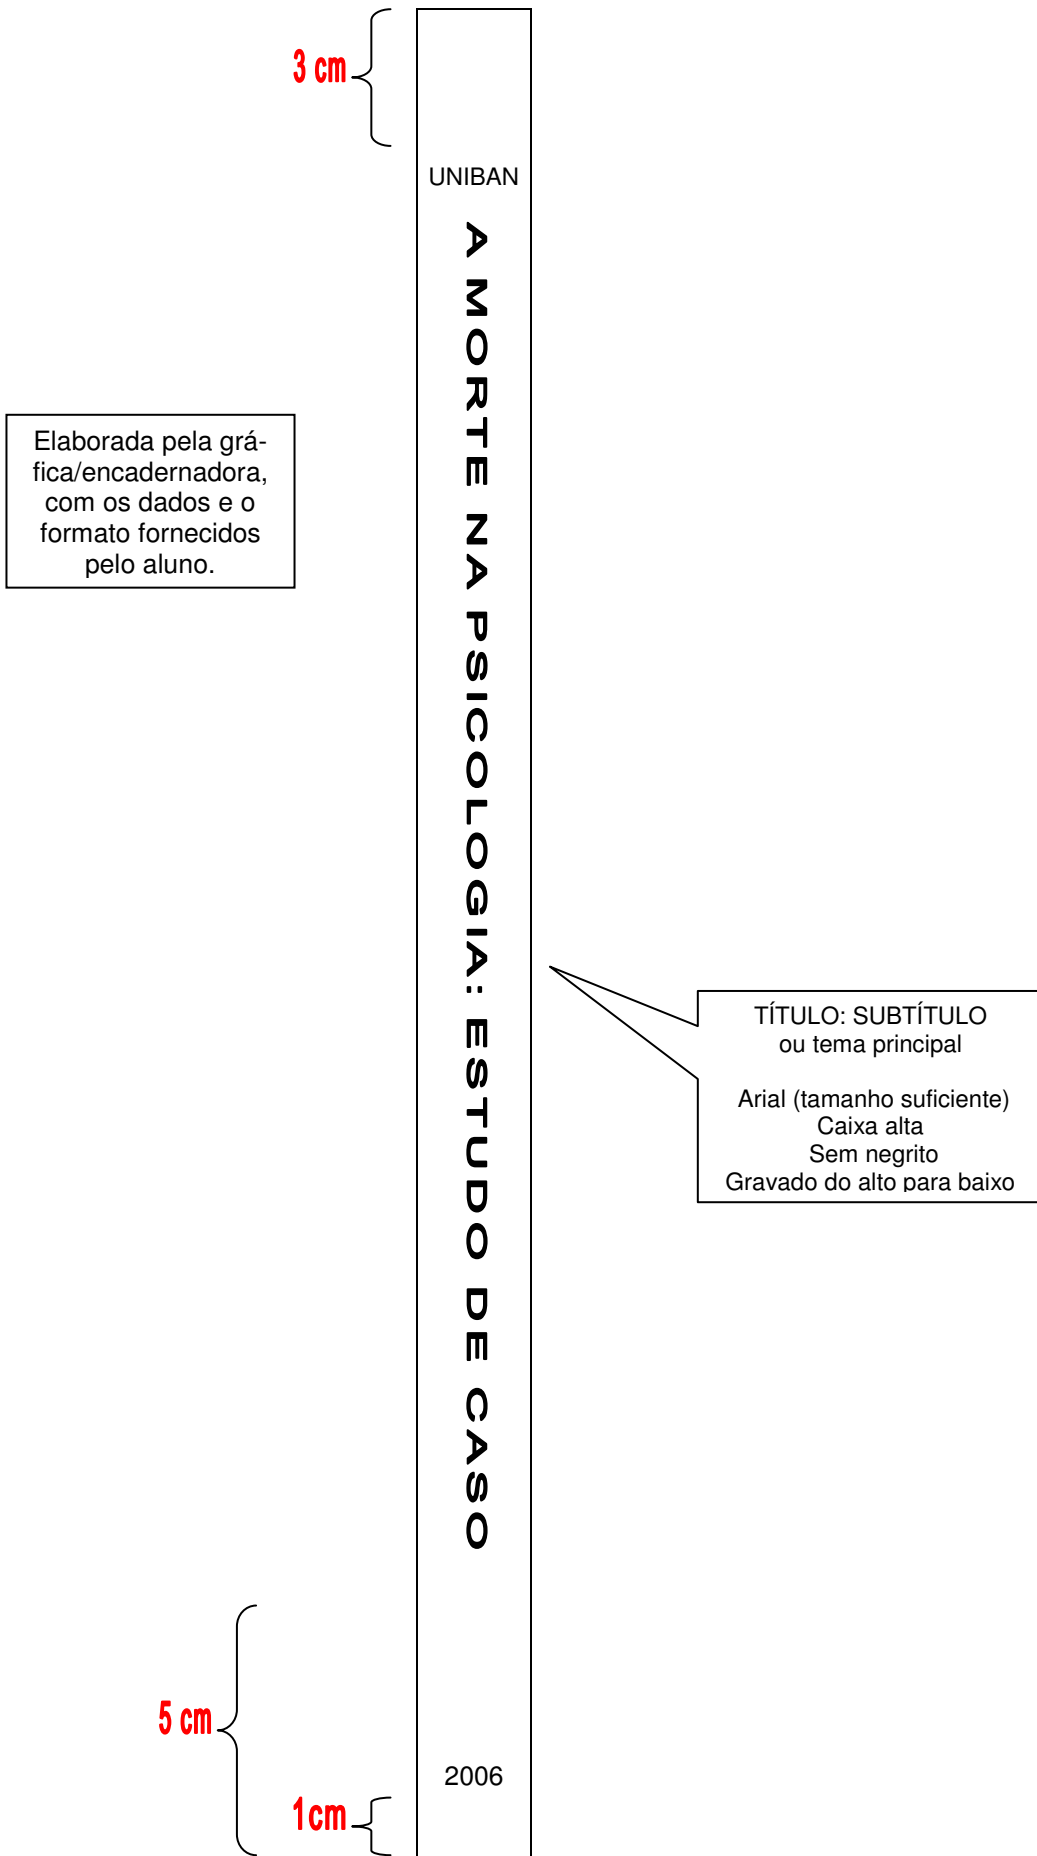 3 cm
UNIBAN
A MORTE NA PSICOLOGIA: ESTUDO DE CASO
Elaborada pela grá-
fica/encadernadora,
com os dados e o
formato fornecidos
pelo aluno.
TÍTULO: SUBTÍTULO
ou tema principal
Arial (tamanho suficiente)
Caixa alta
Sem negrito
Gravado do alto para baixo
5 cm
2006
1cm